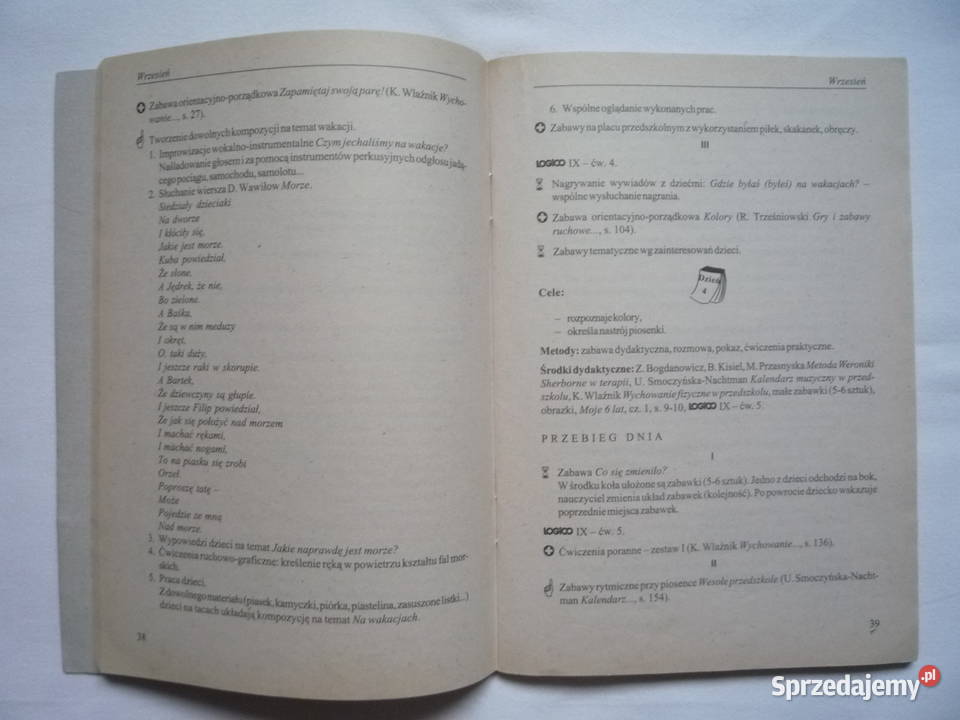 Wrzesień
Zabawa orientacyjno-porządkowa Zapamiętaj swoją parę! (K. Wlaźnik Wycho-
wanie..., s. 27).
Tworzenie dowolnych kompozycji na temat wakacji.
1. Improwizacje wokalno-instrumentalne Czym jechaliśmy na wakacje?
Naśladowanie głosem i za pomocą instrumentów perkusyjnych odgłosu jadą-
cego pociągu, samochodu, samolotu...
2. Słuchanie wiersza D. Wawiłow Morze.
Siedziały dzieciaki
Na dworze
I kłóciły się,
Jakie jest morze.
Kuba powiedział,
Że słone,
A Jędrek, że nie,
Bo zielone.
A Baśka,
Że są w nim meduzy
I okręt,
O, taki duży,
I jeszcze raki w skorupie.
A Bartek,
Że dziewczyny są głupie.
I jeszcze Filip powiedział,
Że jak się położyć nad morzem
I machać rękami,
I machać nogami,
To na piasku się zrobi
Orzeł.
Poproszę tatę –
Może
Pojedzie ze mną
Nad morze.
3. Wypowiedzi dzieci na temat Jakie naprawdę jest morze?
4. Ćwiczenia ruchowo-graficzne: kreślenie ręką w powietrzu kształtu fal mor-
skich.
5. Praca dzieci.
Z dowolnego materiału (piasek, kamyczki, piórka, piastelina, zasuszone listki...)
dzieci na tacach układają kompozycję na temat Na wakacjach.
38
Wrzesień
6. Wspólne oglądanie wykonanych prac.
Zabawy na placu przedszkolnym z wykorzystaniem piłek, skakanek, obręczy.
III
LOGICO IX – ćw. 4.
Nagrywanie wywiadów z dziećmi: Gdzie byłaś (byłeś) na wakacjach? –
wspólne wysłuchanie nagrania.
Zabawa orientacyjno-porządkowa Kolory (R. Trześniowski Gry i zabawy
ruchowe..., s. 104).
Zabawy tematyczne wg zainteresowań dzieci.
Dzień
4
Cele:
– rozpoznaje kolory,
– określa nastrój piosenki.
Metody: zabawa dydaktyczna, rozmowa, pokaz, ćwiczenia praktyczne.
Środki dydaktyczne: Z. Bogdanowicz, B. Kisiel, M. Przasnyska Metoda Weroniki
Sherborne w terapii, U. Smoczyńska-Nachtman Kalendarz muzyczny w przed-
szkolu, K. Wlaźnik Wychowanie fizyczne w przedszkolu, małe zabawki (5-6 sztuk),
obrazki, Moje 6 lat, cz. 1, s. 9-10, LOGICO IX – ćw. 5.
PRZEBIEG DNIA
I
Zabawa Co się zmieniło?
W środku koła ułożone są zabawki (5-6 sztuk). Jedno z dzieci odchodzi na bok,
nauczyciel zmienia układ zabawek (kolejność). Po powrocie dziecko wskazuje
poprzednie miejsca zabawek.
LOGICO IX – ćw. 5.
Ćwiczenia poranne – zestaw I (K. Wlaźnik Wychowanie..., s. 136).
II
Zabawy rytmiczne przy piosence Wesołe przedszkole (U. Smoczyńska-Nacht-
man Kalendarz..., s. 154).
39
Sprzedajemy.pl